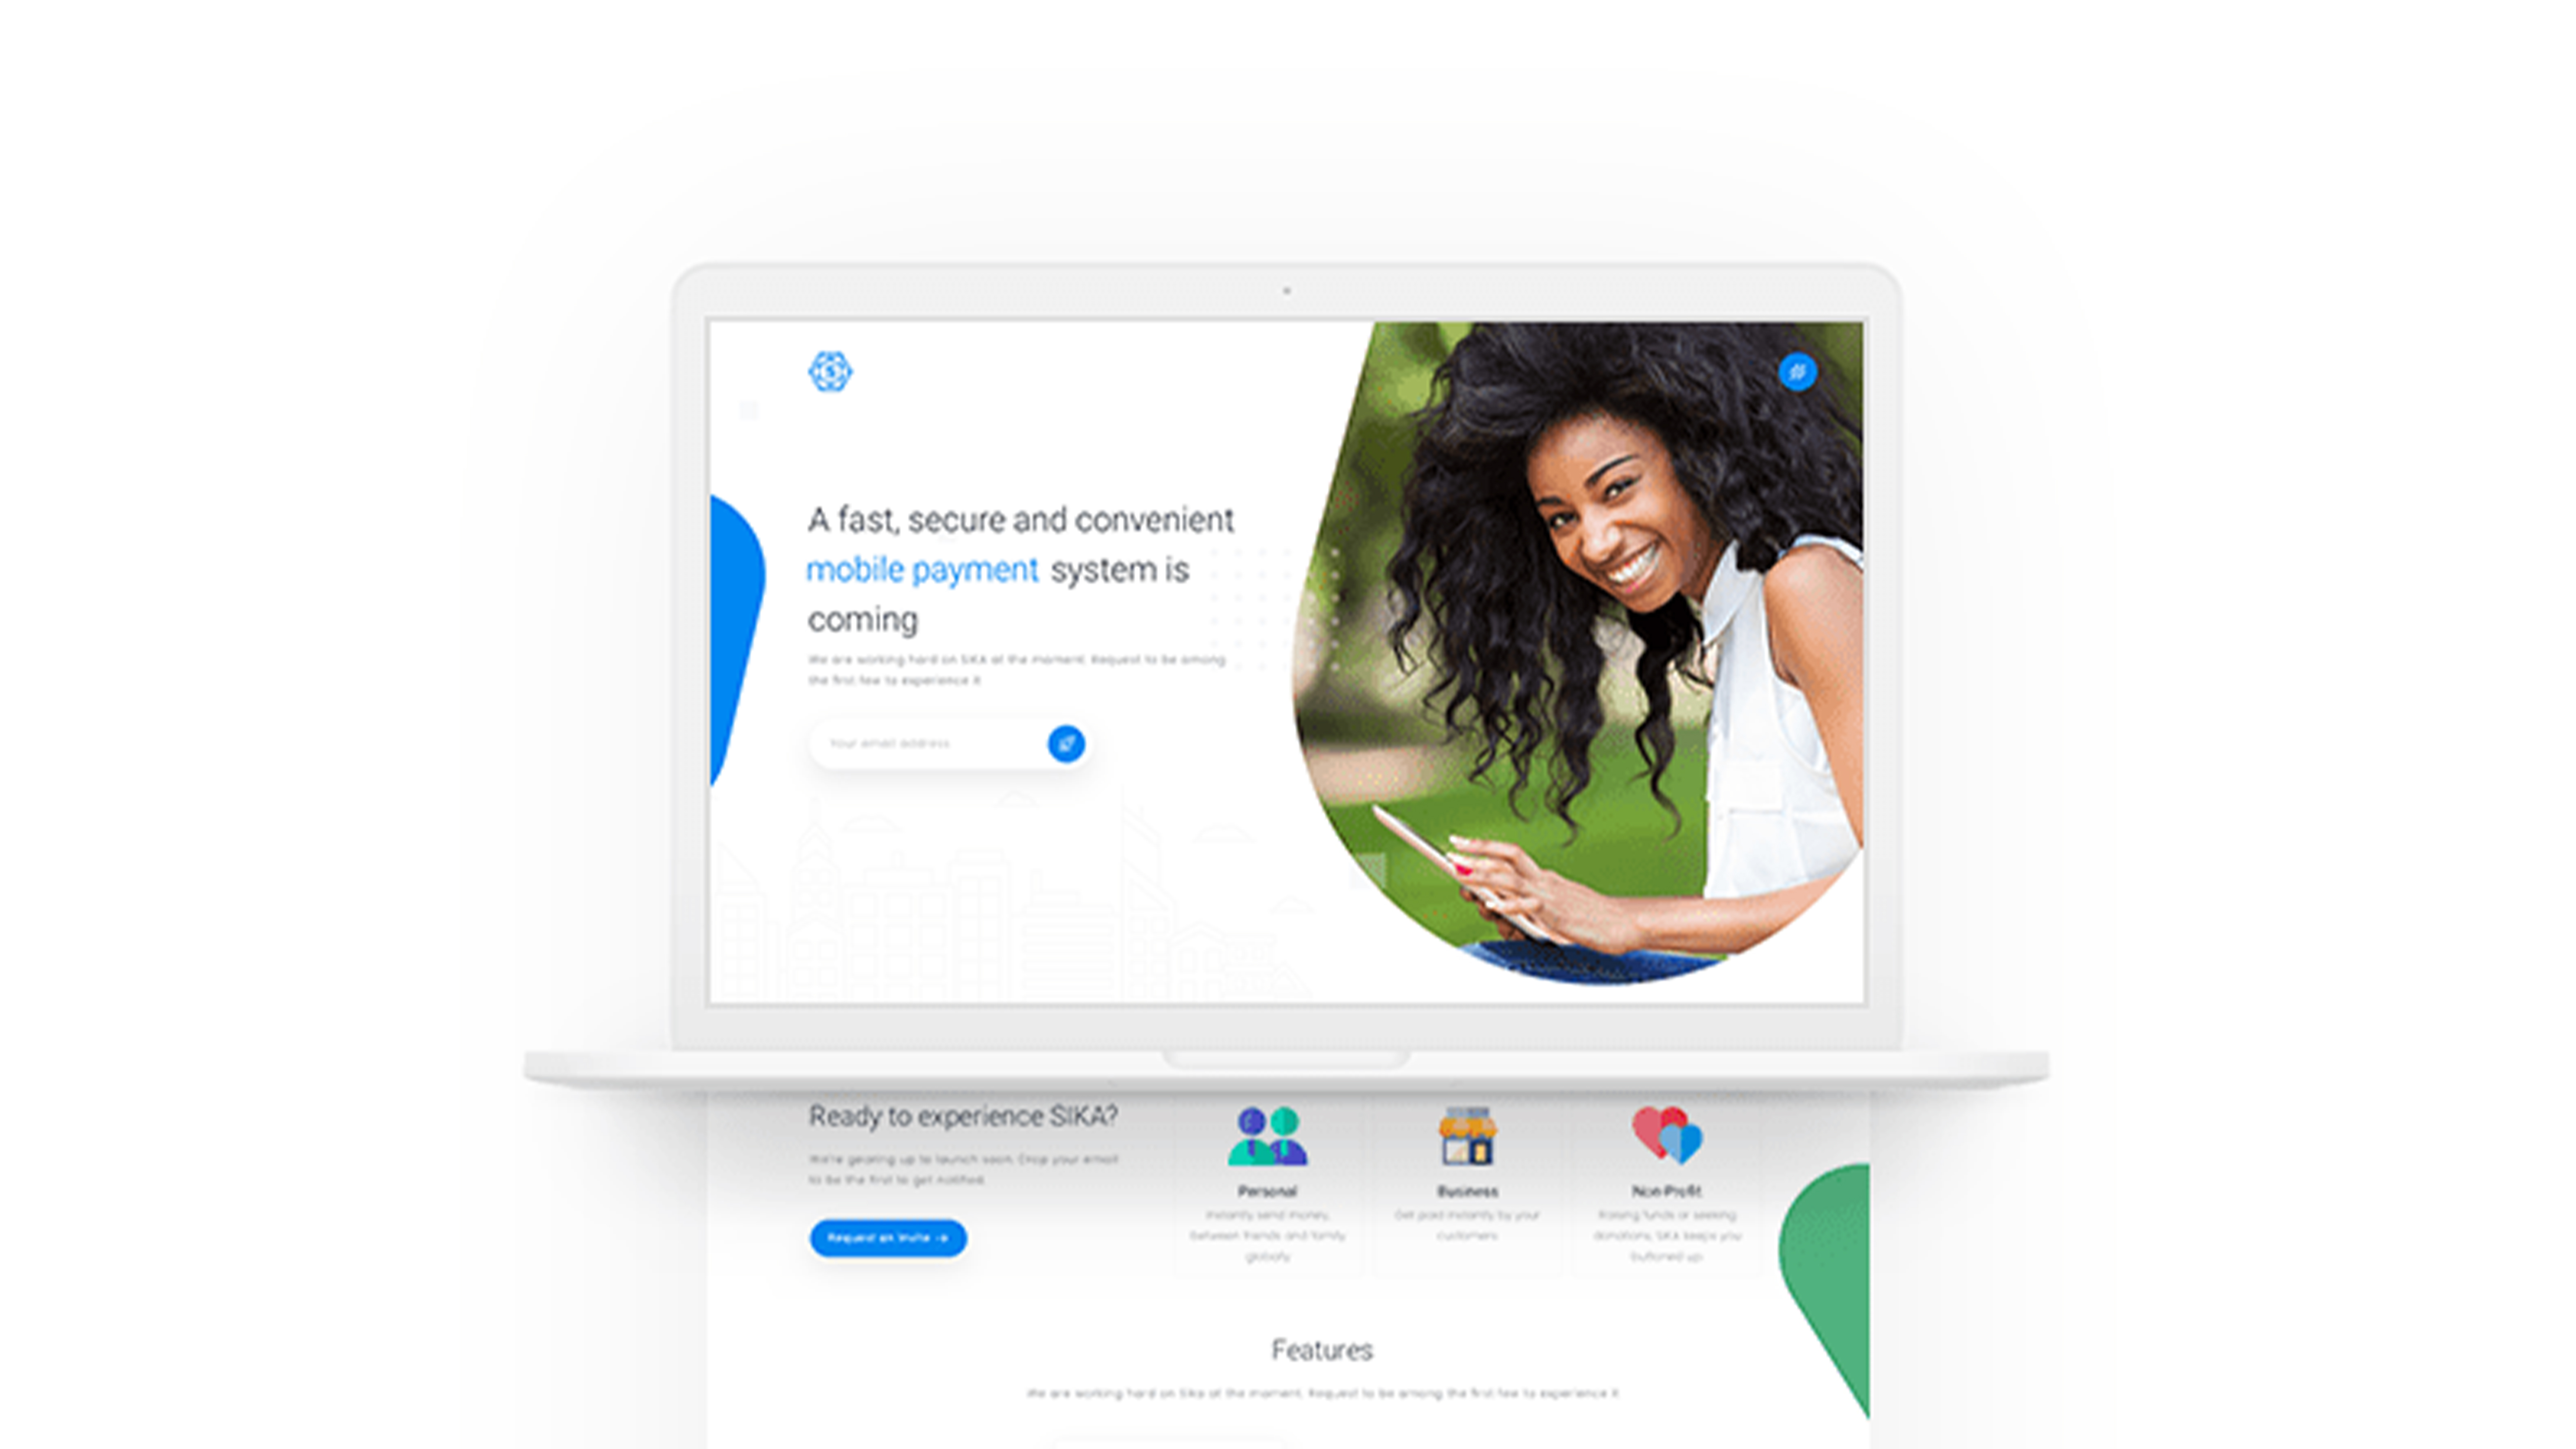 A fast, secure and convenient
mobile payment system is
coming
We are working hard on SIKA at the moment. Request to be among
the first few to experience it
Your email address
Ready to experience SIKA?
We're gearing up to launch soon. Drop your email
to be the first to get notified.
Request an invite →
Personal
Instantly send money,
between friends and family
globally
Business
Get paid instantly by your
customers
Non-Profit
Raising funds or seeking
donations, SIKA keeps you
buttoned up
Features
We are working hard on Sika at the moment. Request to be among the first few to experience it